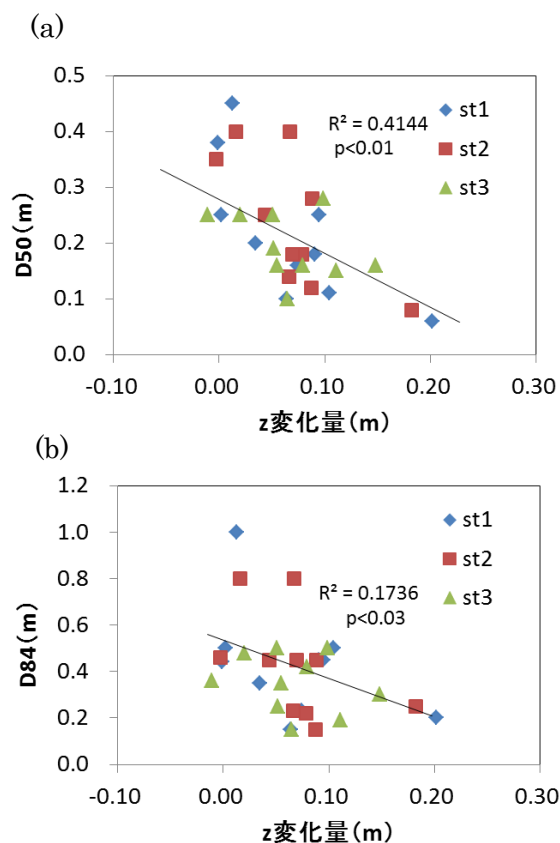 (a)
0.5
0.4
0.3
0.2
0.1
0.0
D50(m)
R² = 0.4144
p<0.01
st1
st2
st3
-0.10
0.00
0.10
0.20
0.30
z変化量(m)
(b)
1.2
1.0
0.8
0.6
0.4
0.2
0.0
D84(m)
R² = 0.1736
p<0.03
st1
st2
st3
-0.10
0.00
0.10
0.20
0.30
z変化量(m)